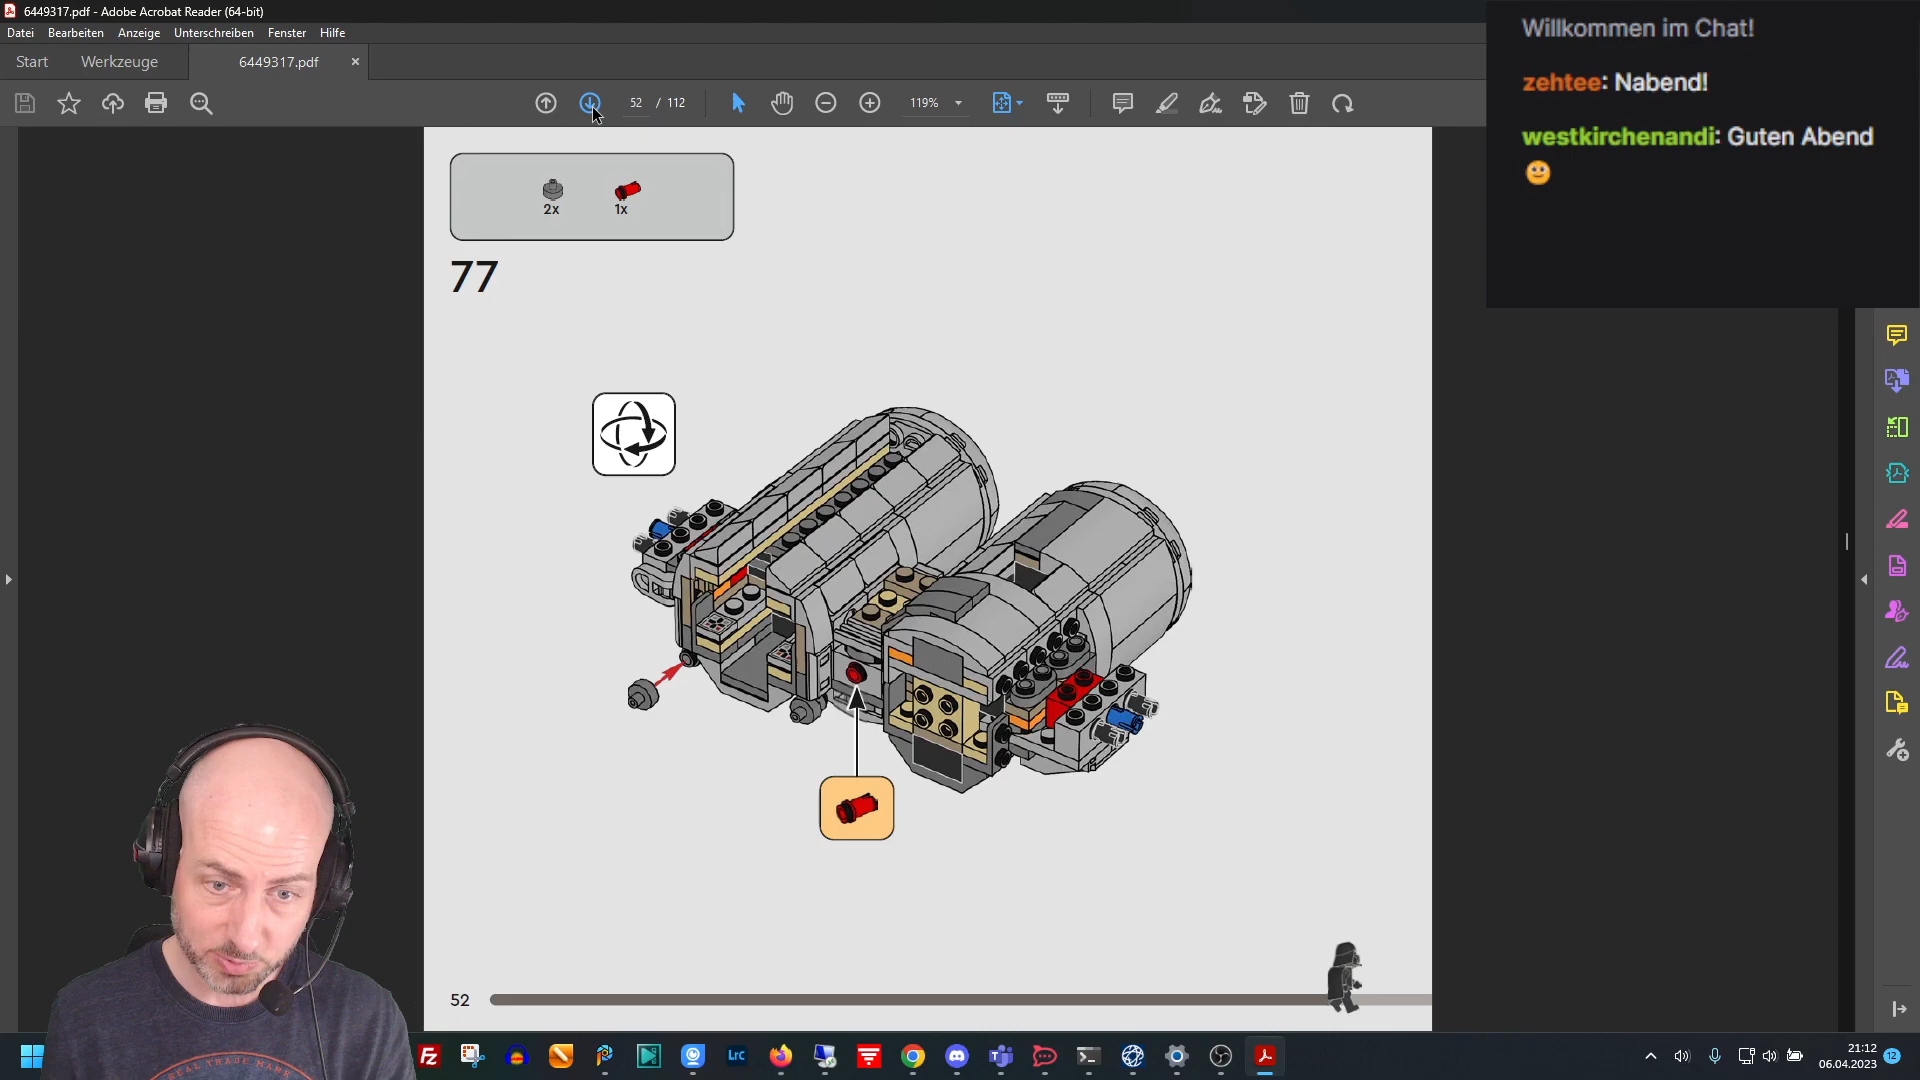 6449317.pdf - Adobe Acrobat Reader (64-bit)
Datei Bearbeiten Anzeige Unterschreiben Fenster Hilfe
Start Werkzeuge 6449317.pdf ×
52 / 112 119%
Willkommen im Chat!
zehtee: Nabend!
westkirchenandi: Guten Abend
🙂
2x 1x
77
52
Fz LrC
21:12
06.04.2023 12